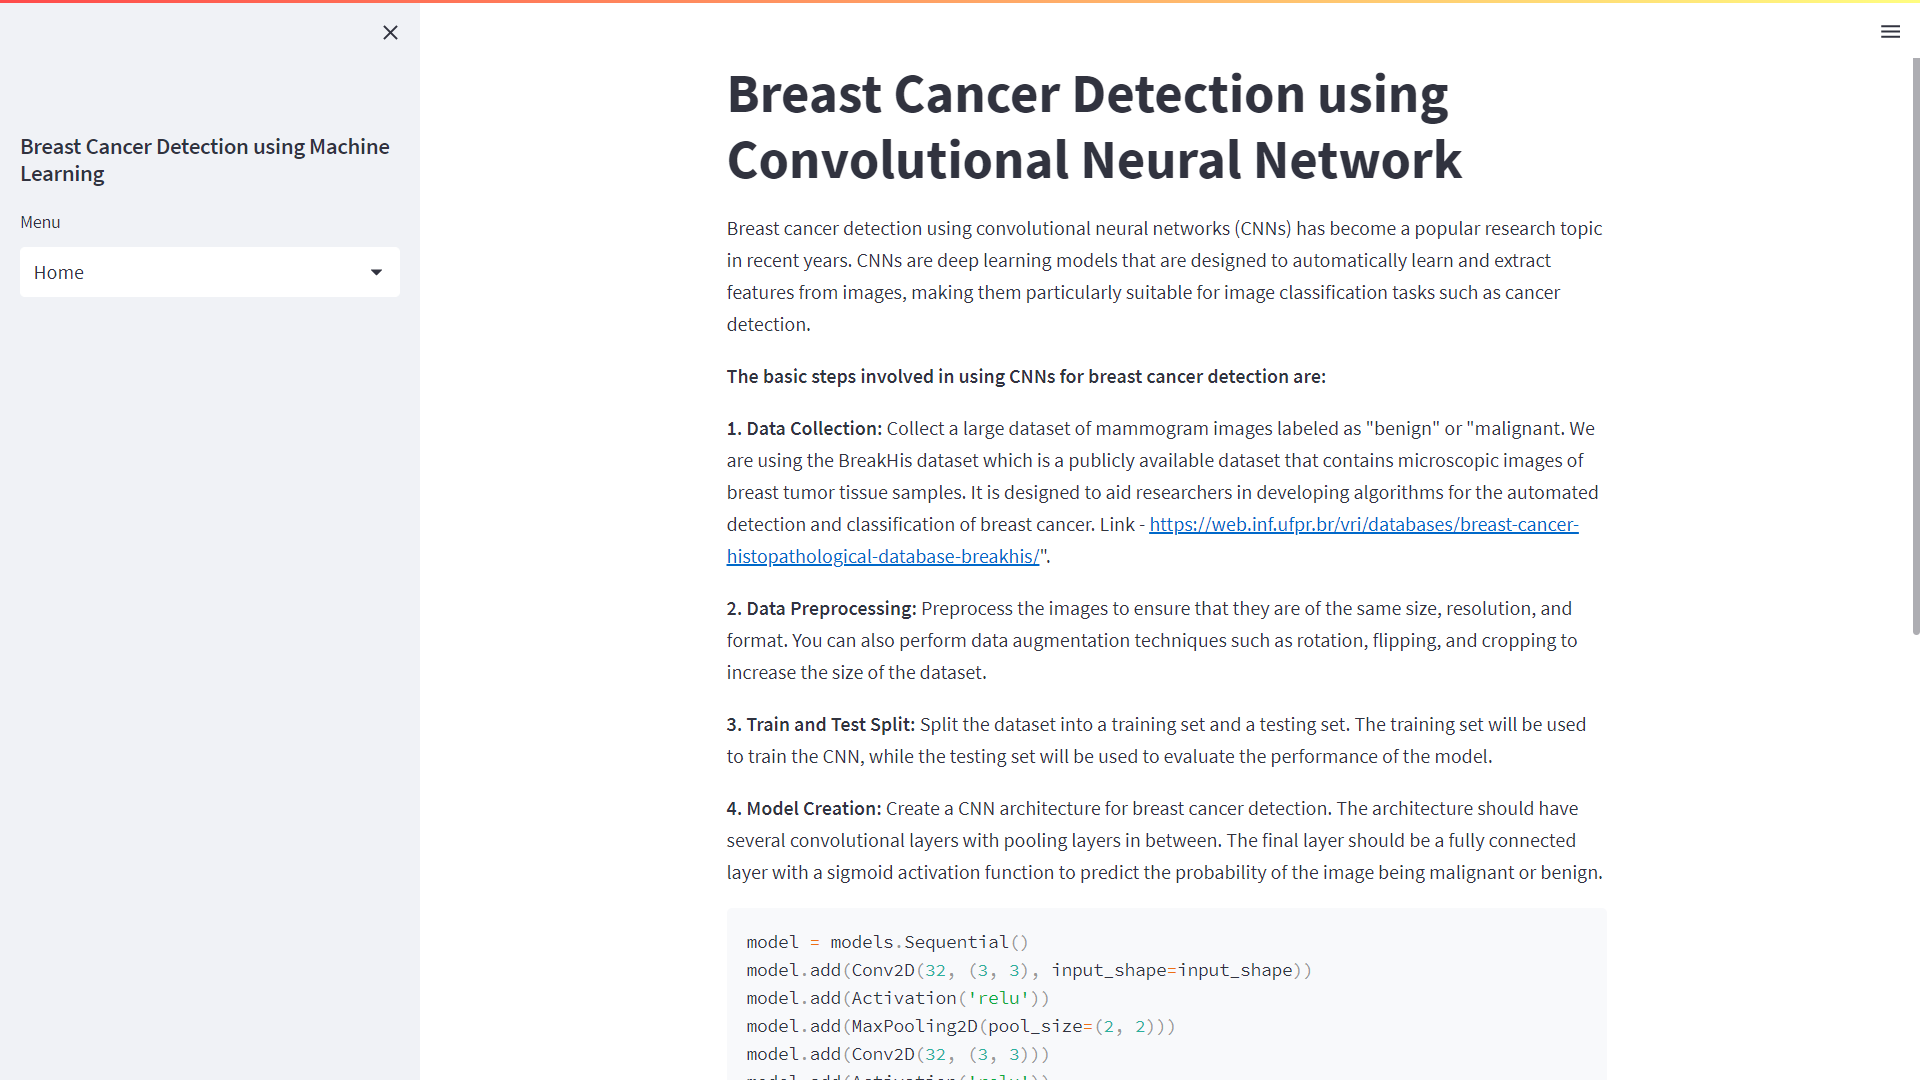 Breast Cancer Detection using Machine
Learning
Menu
Home
Breast Cancer Detection using
Convolutional Neural Network
Breast cancer detection using convolutional neural networks (CNNs) has become a popular research topic
in recent years. CNNs are deep learning models that are designed to automatically learn and extract
features from images, making them particularly suitable for image classification tasks such as cancer
detection.
The basic steps involved in using CNNs for breast cancer detection are:
1. Data Collection: Collect a large dataset of mammogram images labeled as "benign" or "malignant. We
are using the BreakHis dataset which is a publicly available dataset that contains microscopic images of
breast tumor tissue samples. It is designed to aid researchers in developing algorithms for the automated
detection and classification of breast cancer. Link - https://web.inf.ufpr.br/vri/databases/breast-cancer-
histopathological-database-breakhis/".
2. Data Preprocessing: Preprocess the images to ensure that they are of the same size, resolution, and
format. You can also perform data augmentation techniques such as rotation, flipping, and cropping to
increase the size of the dataset.
3. Train and Test Split: Split the dataset into a training set and a testing set. The training set will be used
to train the CNN, while the testing set will be used to evaluate the performance of the model.
4. Model Creation: Create a CNN architecture for breast cancer detection. The architecture should have
several convolutional layers with pooling layers in between. The final layer should be a fully connected
layer with a sigmoid activation function to predict the probability of the image being malignant or benign.
model = models.Sequential()
model.add(Conv2D(32, (3, 3), input_shape=input_shape))
model.add(Activation('relu'))
model.add(MaxPooling2D(pool_size=(2, 2)))
model.add(Conv2D(32, (3, 3)))
model.add(Activation('relu'))